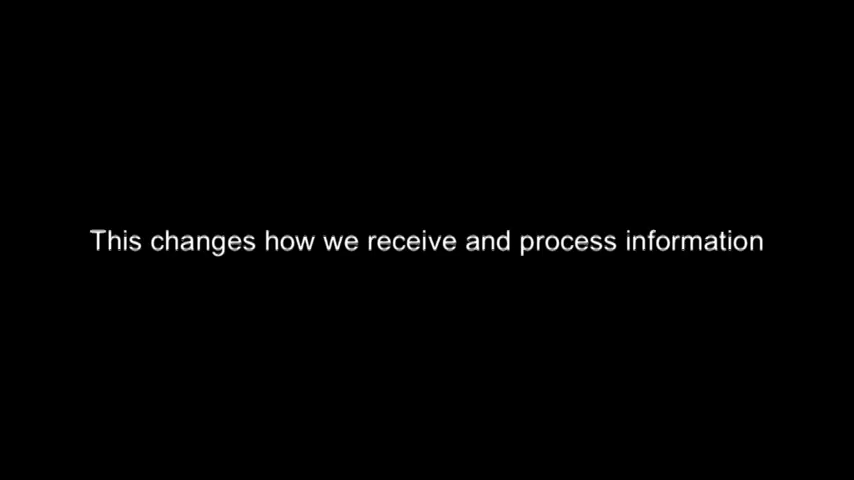 This changes how we receive and process information